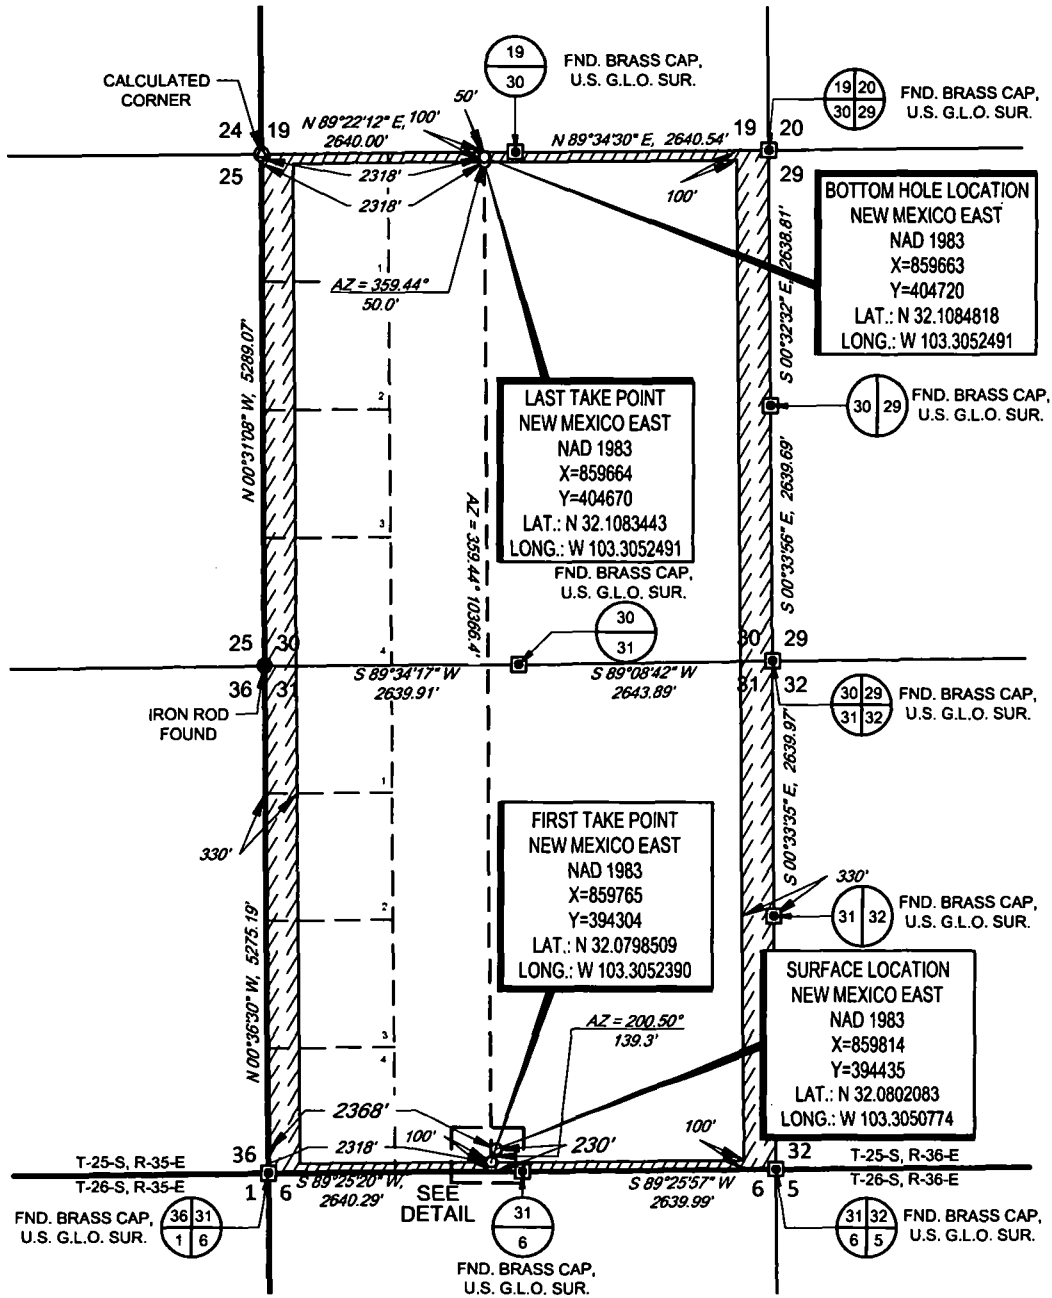 19
30
FND. BRASS CAP,
U.S. G.L.O. SUR.
CALCULATED
CORNER
50'
19 20
30 29
FND. BRASS CAP,
U.S. G.L.O. SUR.
24 19
N 89°22'12" E,
2640.00'
100'
N 89°34'30" E, 2640.54'
19 20
25
29
2318'
2318'
100'
BOTTOM HOLE LOCATION
NEW MEXICO EAST
NAD 1983
X=859663
Y=404720
LAT.: N 32.1084818
LONG.: W 103.3052491
S 00°32'32" E, 2638.81'
1
AZ = 359.44°
50.0'
N 00°31'08" W, 5289.07'
LAST TAKE POINT
NEW MEXICO EAST
NAD 1983
X=859664
Y=404670
LAT.: N 32.1083443
LONG.: W 103.3052491
2
30 29
FND. BRASS CAP,
U.S. G.L.O. SUR.
3
AZ = 359.44° 10366.4'
S 00°33'56" E, 2639.69'
FND. BRASS CAP,
U.S. G.L.O. SUR.
30
31
25 30
4
30 29
36 31
S 89°34'17" W
2639.91'
S 89°08'42" W
2643.89'
31 32
IRON ROD
FOUND
30 29
31 32
FND. BRASS CAP,
U.S. G.L.O. SUR.
1
330'
S 00°33'35" E, 2639.97'
FIRST TAKE POINT
NEW MEXICO EAST
NAD 1983
X=859765
Y=394304
LAT.: N 32.0798509
LONG.: W 103.3052390
330'
2
31 32
FND. BRASS CAP,
U.S. G.L.O. SUR.
N 00°36'30" W, 5275.19'
SURFACE LOCATION
NEW MEXICO EAST
NAD 1983
X=859814
Y=394435
LAT.: N 32.0802083
LONG.: W 103.3050774
AZ = 200.50°
139.3'
3
4
2368'
2318'
100'
230'
100'
36
32
T-25-S, R-35-E
T-26-S, R-35-E
T-25-S, R-36-E
T-26-S, R-36-E
1 6
S 89°25'20" W,
2640.29'
SEE
DETAIL
S 89°25'57" W
2639.99'
6 5
FND. BRASS CAP,
U.S. G.L.O. SUR.
36 31
1 6
31
6
FND. BRASS CAP,
U.S. G.L.O. SUR.
31 32
6 5
FND. BRASS CAP,
U.S. G.L.O. SUR.